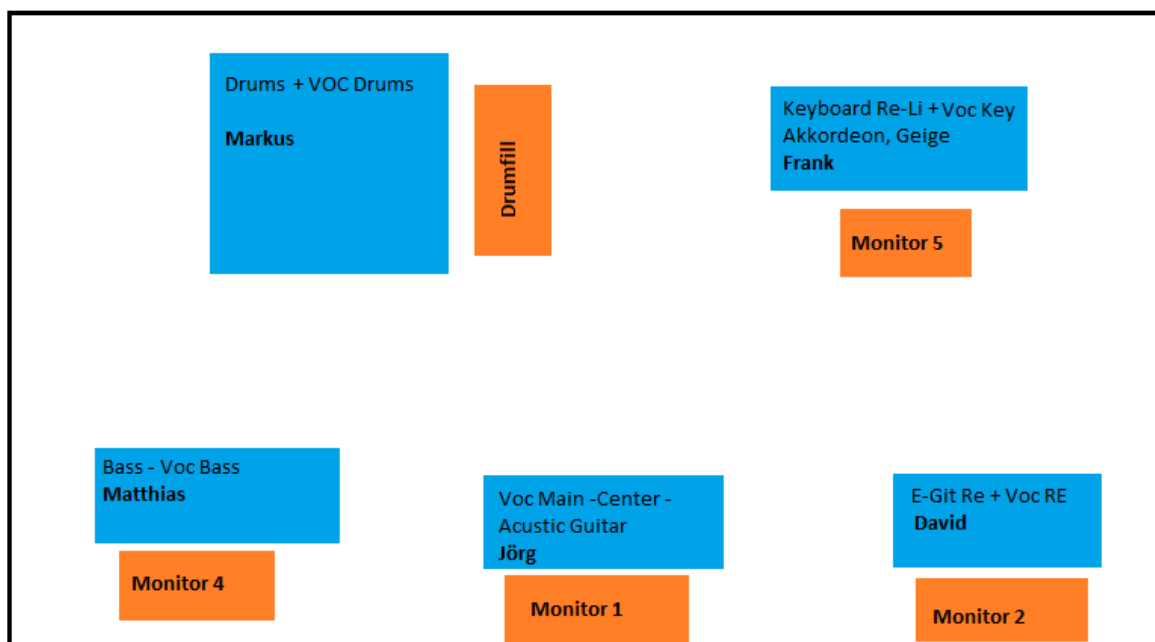 Drums + VOC Drums
Markus
Drumfill
Keyboard Re-Li + Voc Key
Akkordeon, Geige
Frank
Monitor 5
Bass - Voc Bass
Matthias
Monitor 4
Voc Main -Center -
Acustic Guitar
Jörg
Monitor 1
E-Git Re + Voc RE
David
Monitor 2